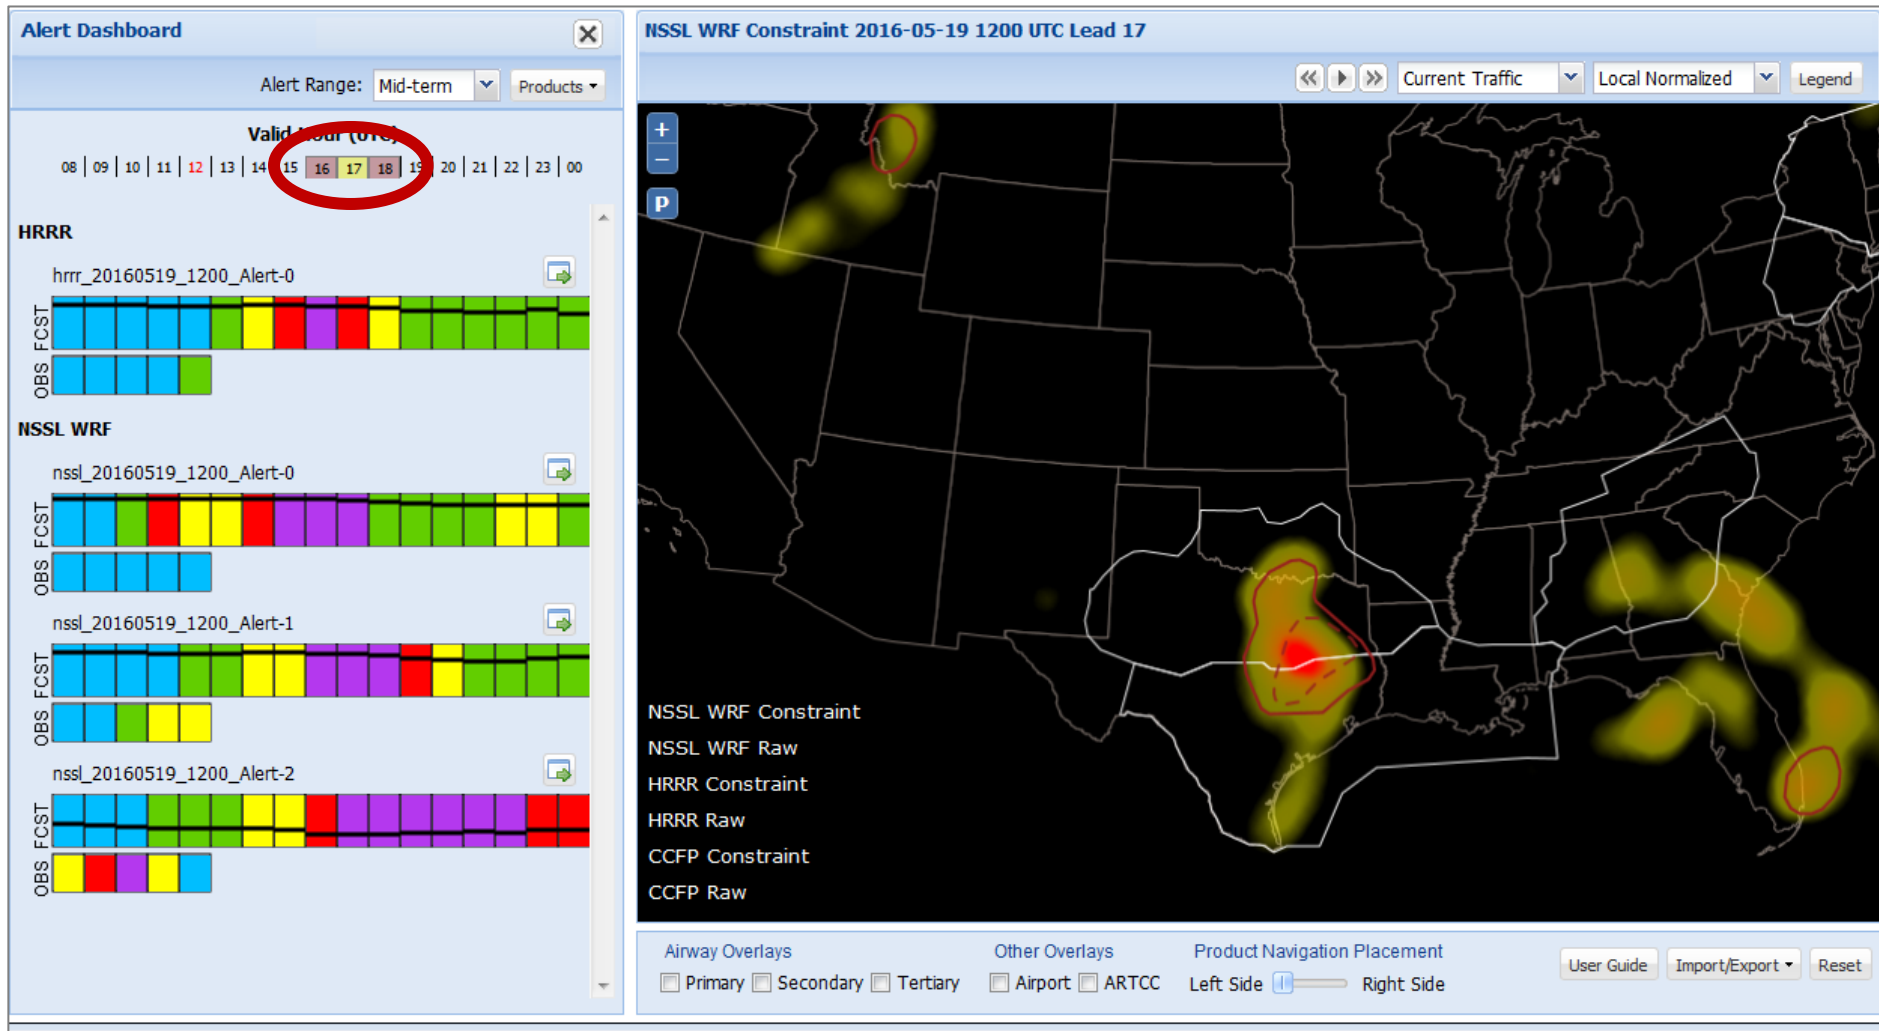 Alert Dashboard
Alert Range: Mid-term Products
Valid Hour (UTC)
08 09 10 11 12 13 14 15 16 17 18 19 20 21 22 23 00
HRRR
hrrr_20160519_1200_Alert-0
FCST
OBS
NSSL WRF
nssl_20160519_1200_Alert-0
FCST
OBS
nssl_20160519_1200_Alert-1
FCST
OBS
nssl_20160519_1200_Alert-2
FCST
OBS
NSSL WRF Constraint 2016-05-19 1200 UTC Lead 17
Current Traffic Local Normalized Legend
+
−
P
NSSL WRF Constraint
NSSL WRF Raw
HRRR Constraint
HRRR Raw
CCFP Constraint
CCFP Raw
Airway Overlays Other Overlays Product Navigation Placement
Primary Secondary Tertiary Airport ARTCC Left Side Right Side
User Guide Import/Export Reset